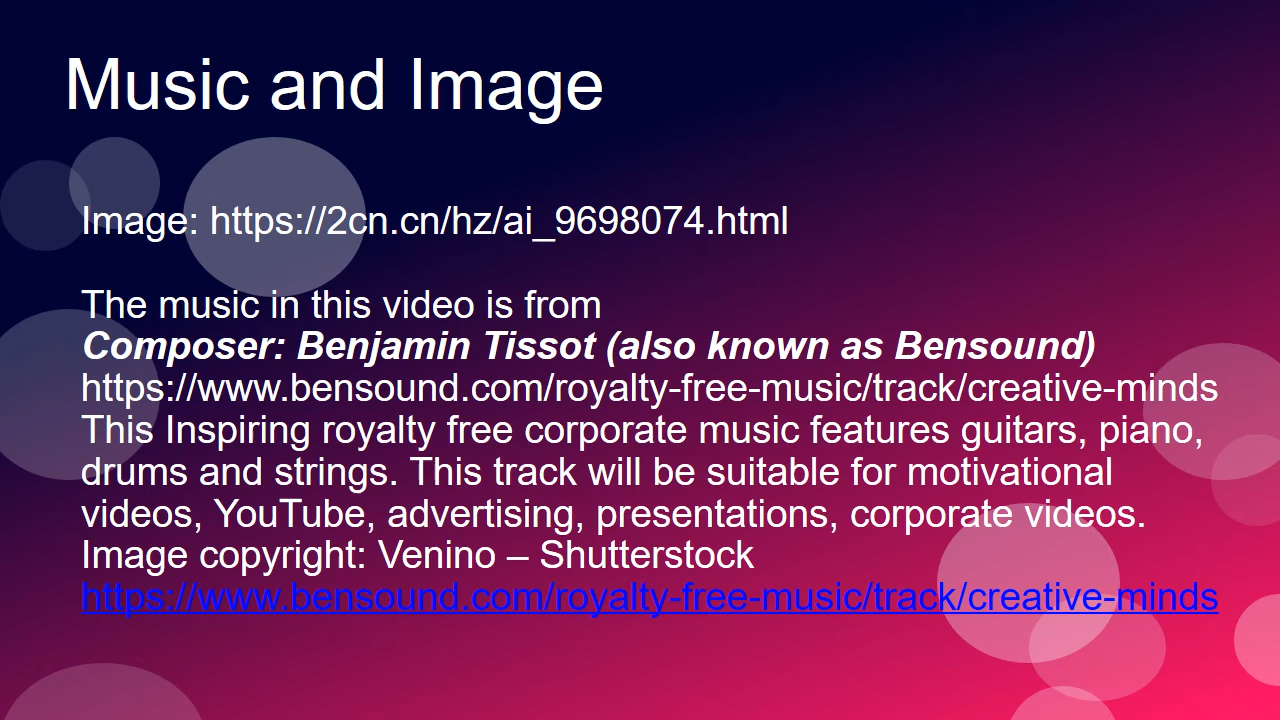 Music and Image
Image: https://2cn.cn/hz/ai_9698074.html
The music in this video is from
Composer: Benjamin Tissot (also known as Bensound)
https://www.bensound.com/royalty-free-music/track/creative-minds
This Inspiring royalty free corporate music features guitars, piano,
drums and strings. This track will be suitable for motivational
videos, YouTube, advertising, presentations, corporate videos.
Image copyright: Venino – Shutterstock
https://www.bensound.com/royalty-free-music/track/creative-minds